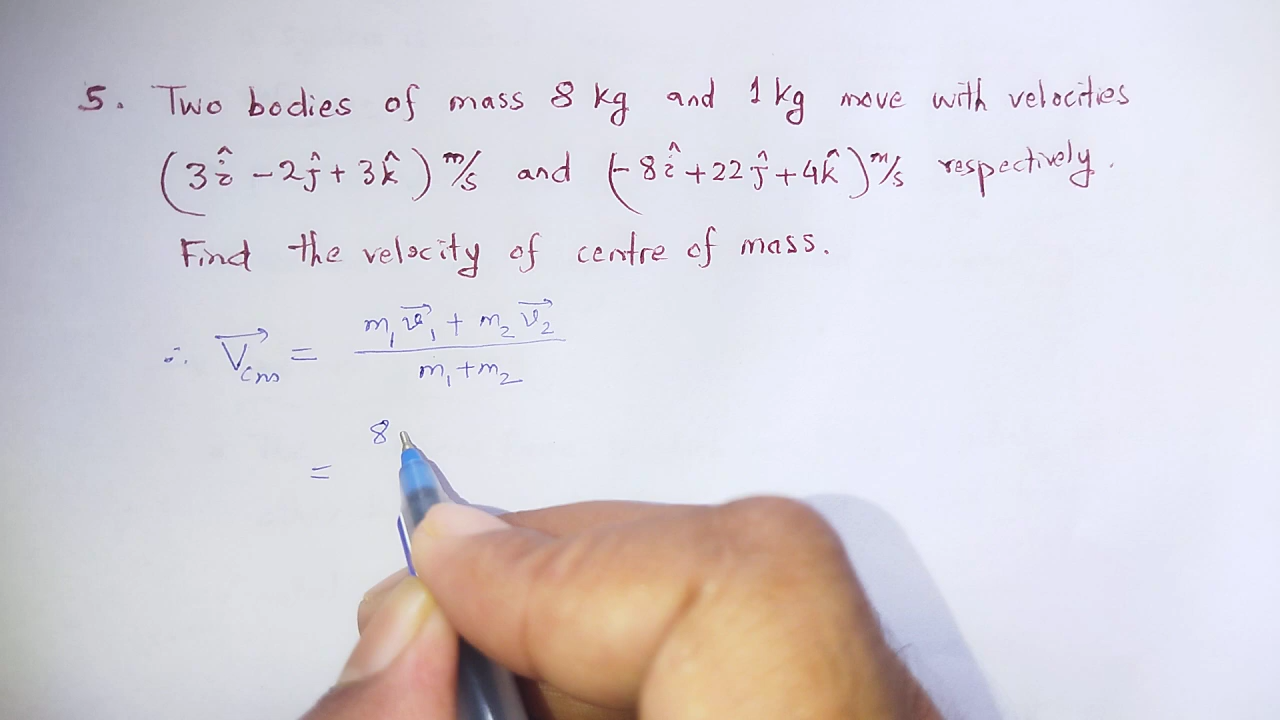 5. Two bodies of mass 8 kg and 1 kg move with velocities
(3î - 2ĵ + 3k̂) m/s and (-8î + 22ĵ + 4k̂) m/s respectively.
Find the velocity of centre of mass.
∴ V⃗cm = (m₁v⃗₁ + m₂v⃗₂) / (m₁ + m₂)
= 8